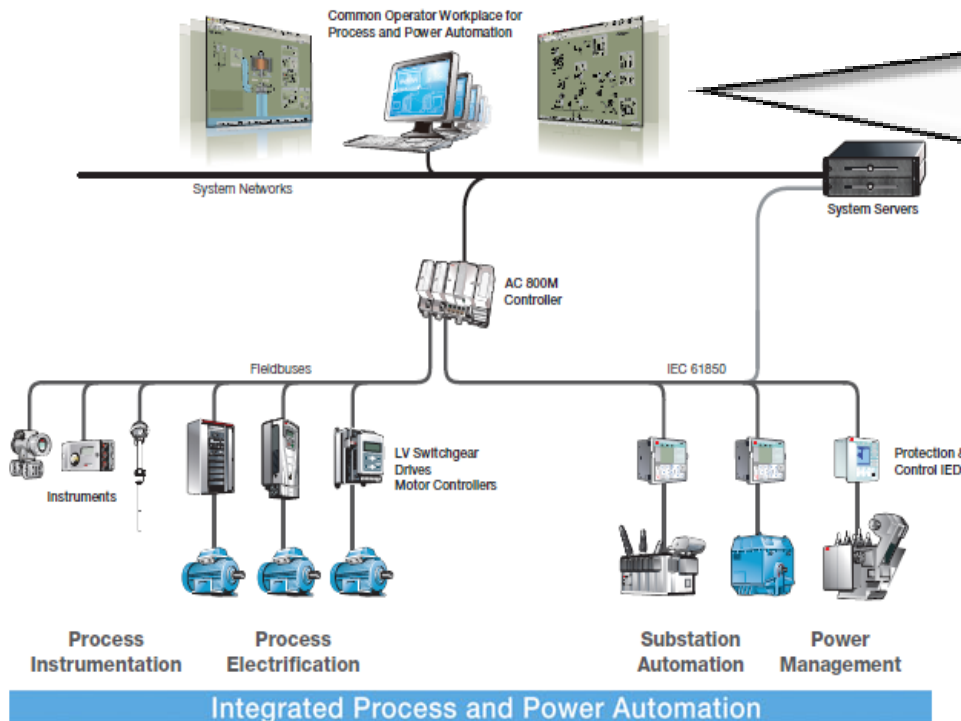 Common Operator Workplace for
Process and Power Automation
System Networks
System Servers
AC 800M
Controller
Fieldbuses
IEC 61850
LV Switchgear
Drives
Motor Controllers
Protection &
Control IED
Instruments
Process
Instrumentation
Process
Electrification
Substation
Automation
Power
Management
Integrated Process and Power Automation